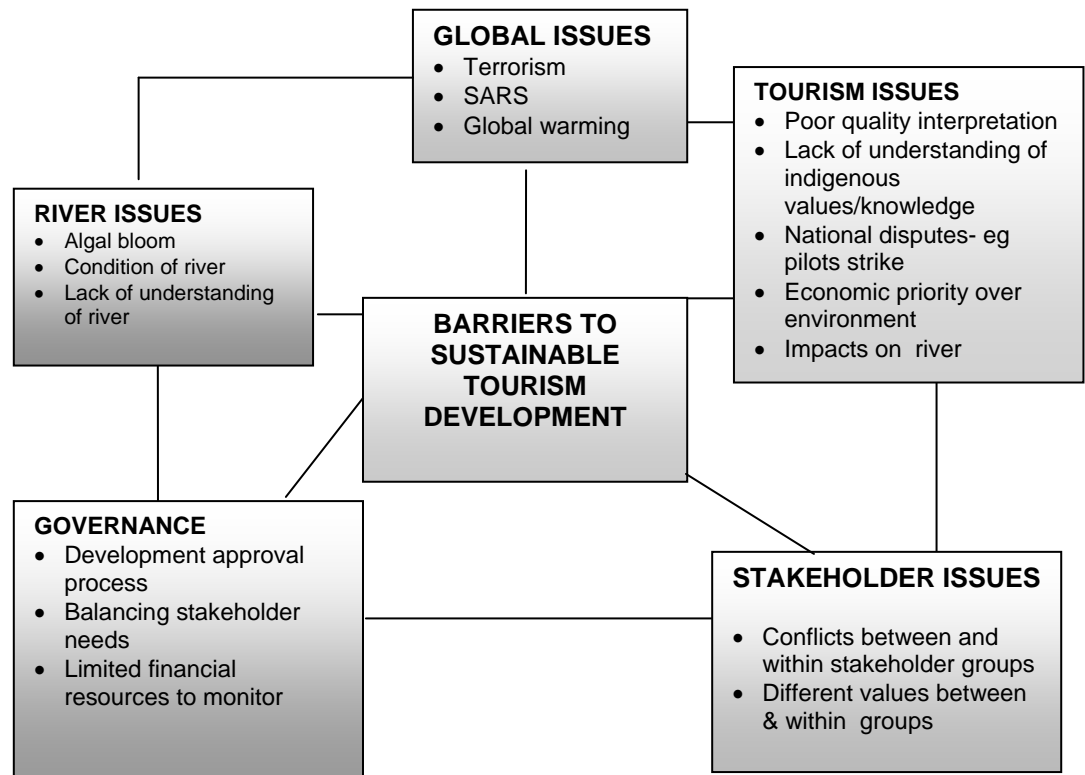 GLOBAL ISSUES
• Terrorism
• SARS
• Global warming
TOURISM ISSUES
• Poor quality interpretation
• Lack of understanding of
indigenous
values/knowledge
• National disputes- eg
pilots strike
• Economic priority over
environment
• Impacts on river
RIVER ISSUES
• Algal bloom
• Condition of river
• Lack of understanding
of river
BARRIERS TO
SUSTAINABLE
TOURISM
DEVELOPMENT
GOVERNANCE
• Development approval
process
• Balancing stakeholder
needs
• Limited financial
resources to monitor
STAKEHOLDER ISSUES
• Conflicts between and
within stakeholder groups
• Different values between
& within groups